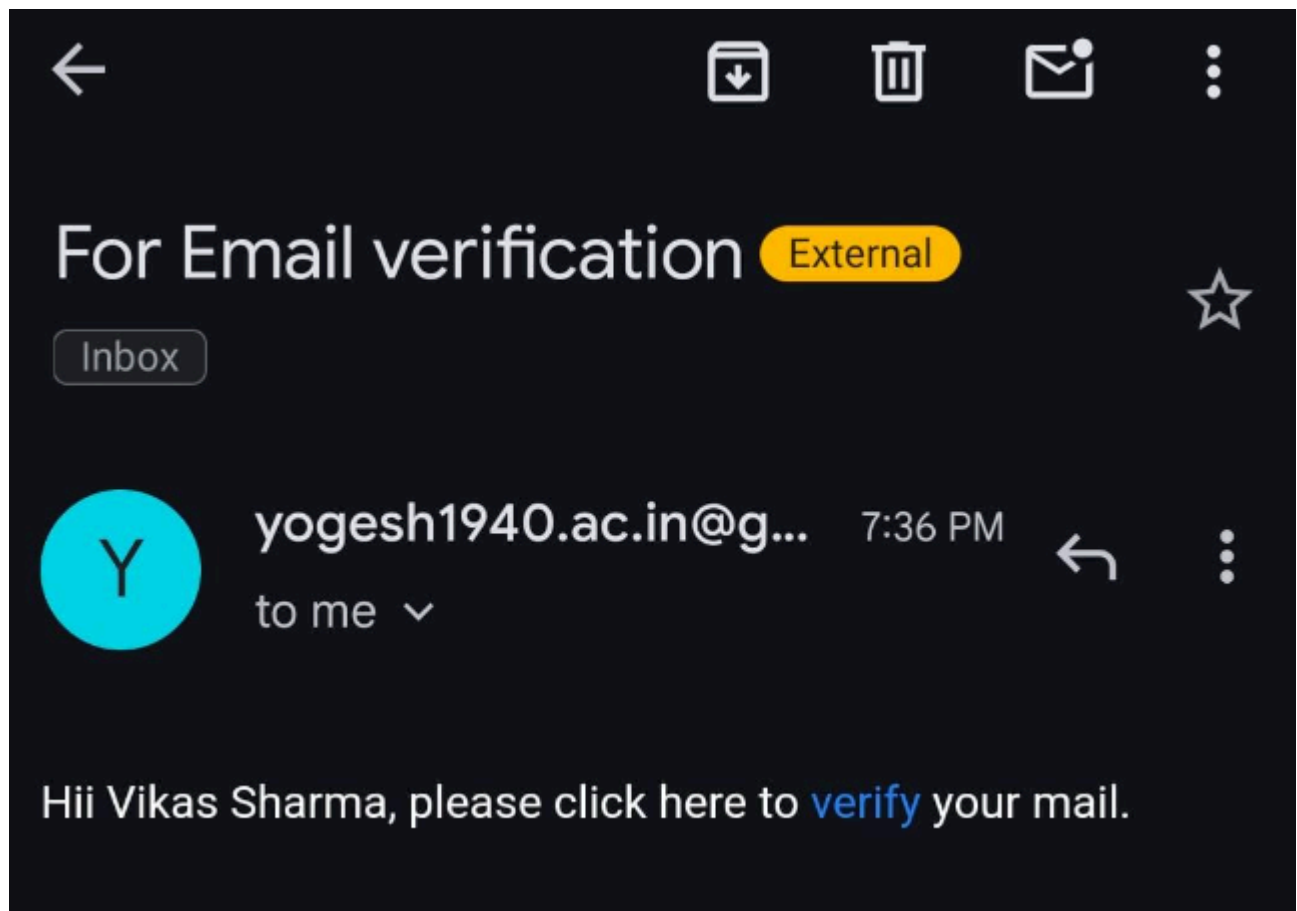 For Email verification External
Inbox
Y
yogesh1940.ac.in@g... 7:36 PM
to me
Hii Vikas Sharma, please click here to verify your mail.